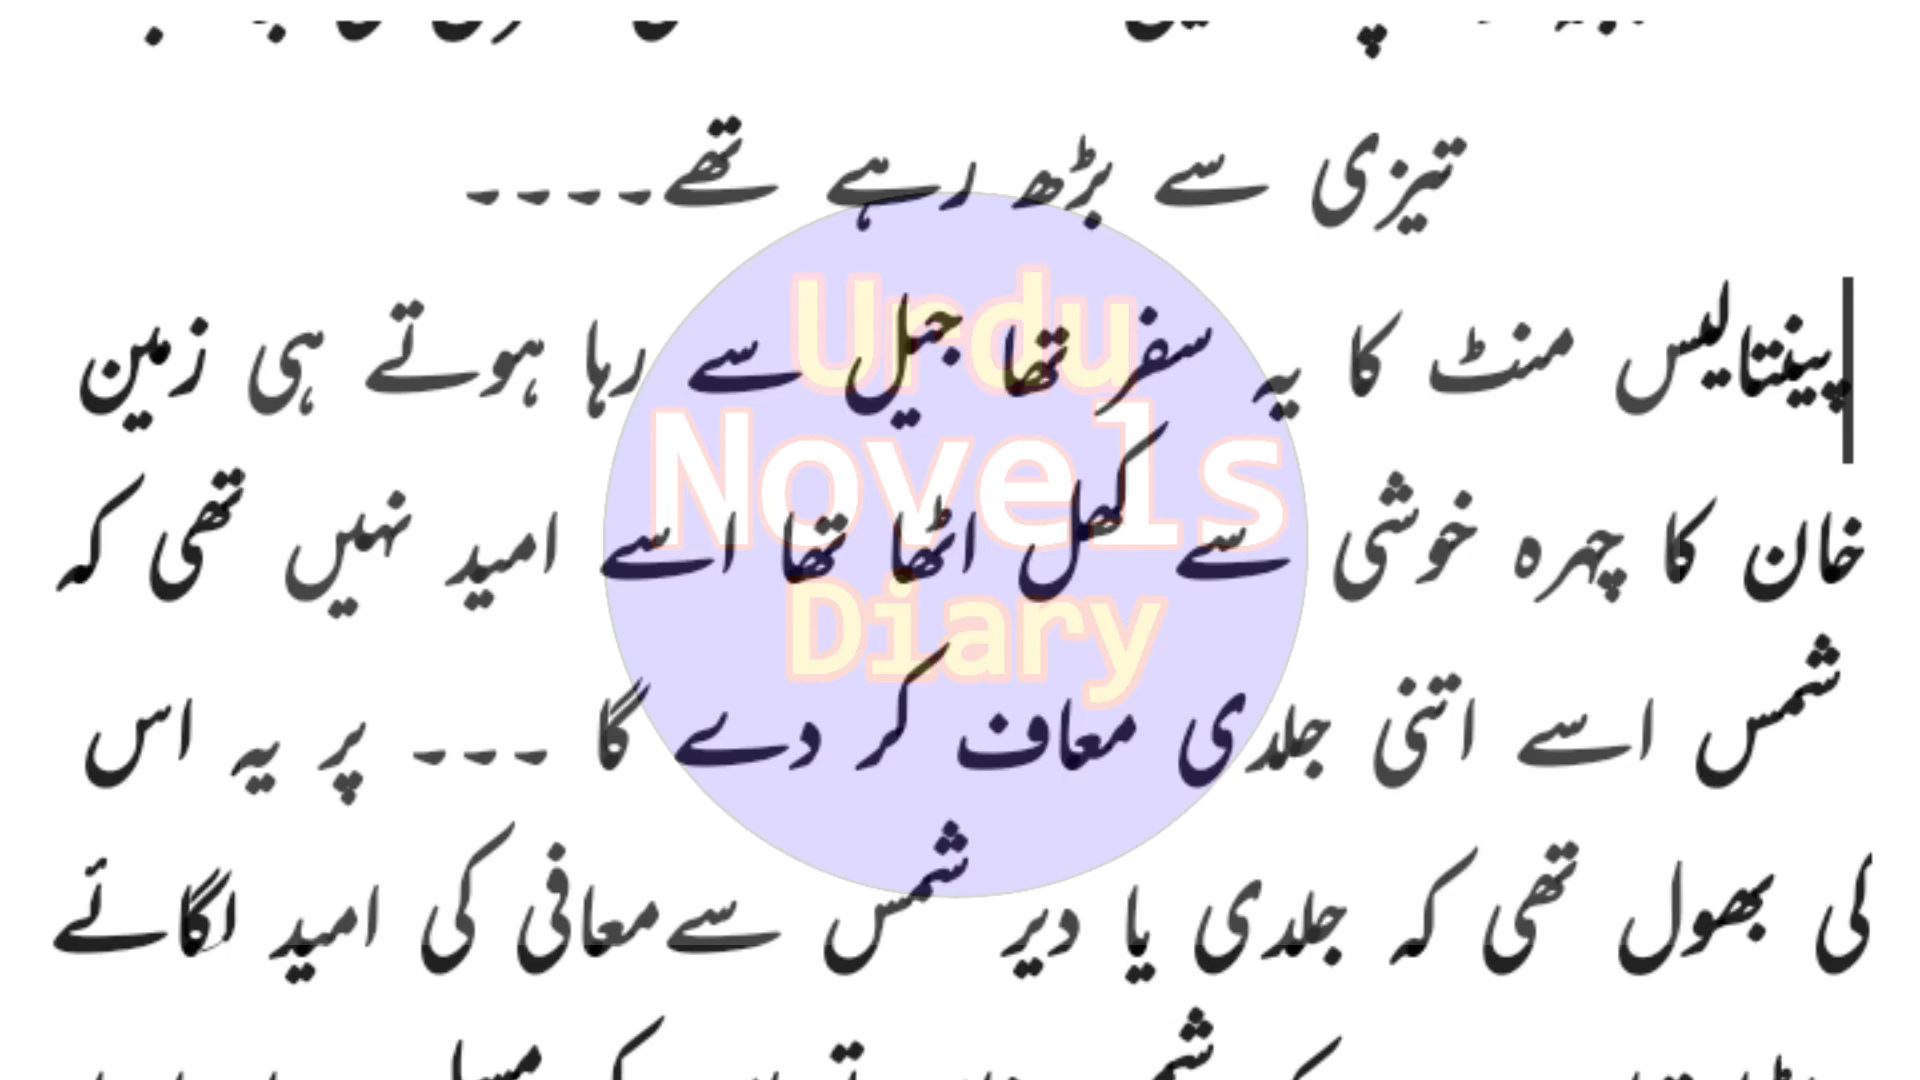 تیزی سے بڑھ رہے تھے۔۔۔۔
پینتالیس منٹ کا یہ سفر تھا جیل سے رہا ہوتے ہی زمین
خان کا چہرہ خوشی سے کھل اٹھا تھا اسے امید نہیں تھی کہ
شمس اسے اتنی جلدی معاف کر دے گا ۔۔۔ پر یہ اس
کی بھول تھی کہ جلدی یا دیر شمس سے معافی کی امید لگائے
Urdu
Novels
Diary